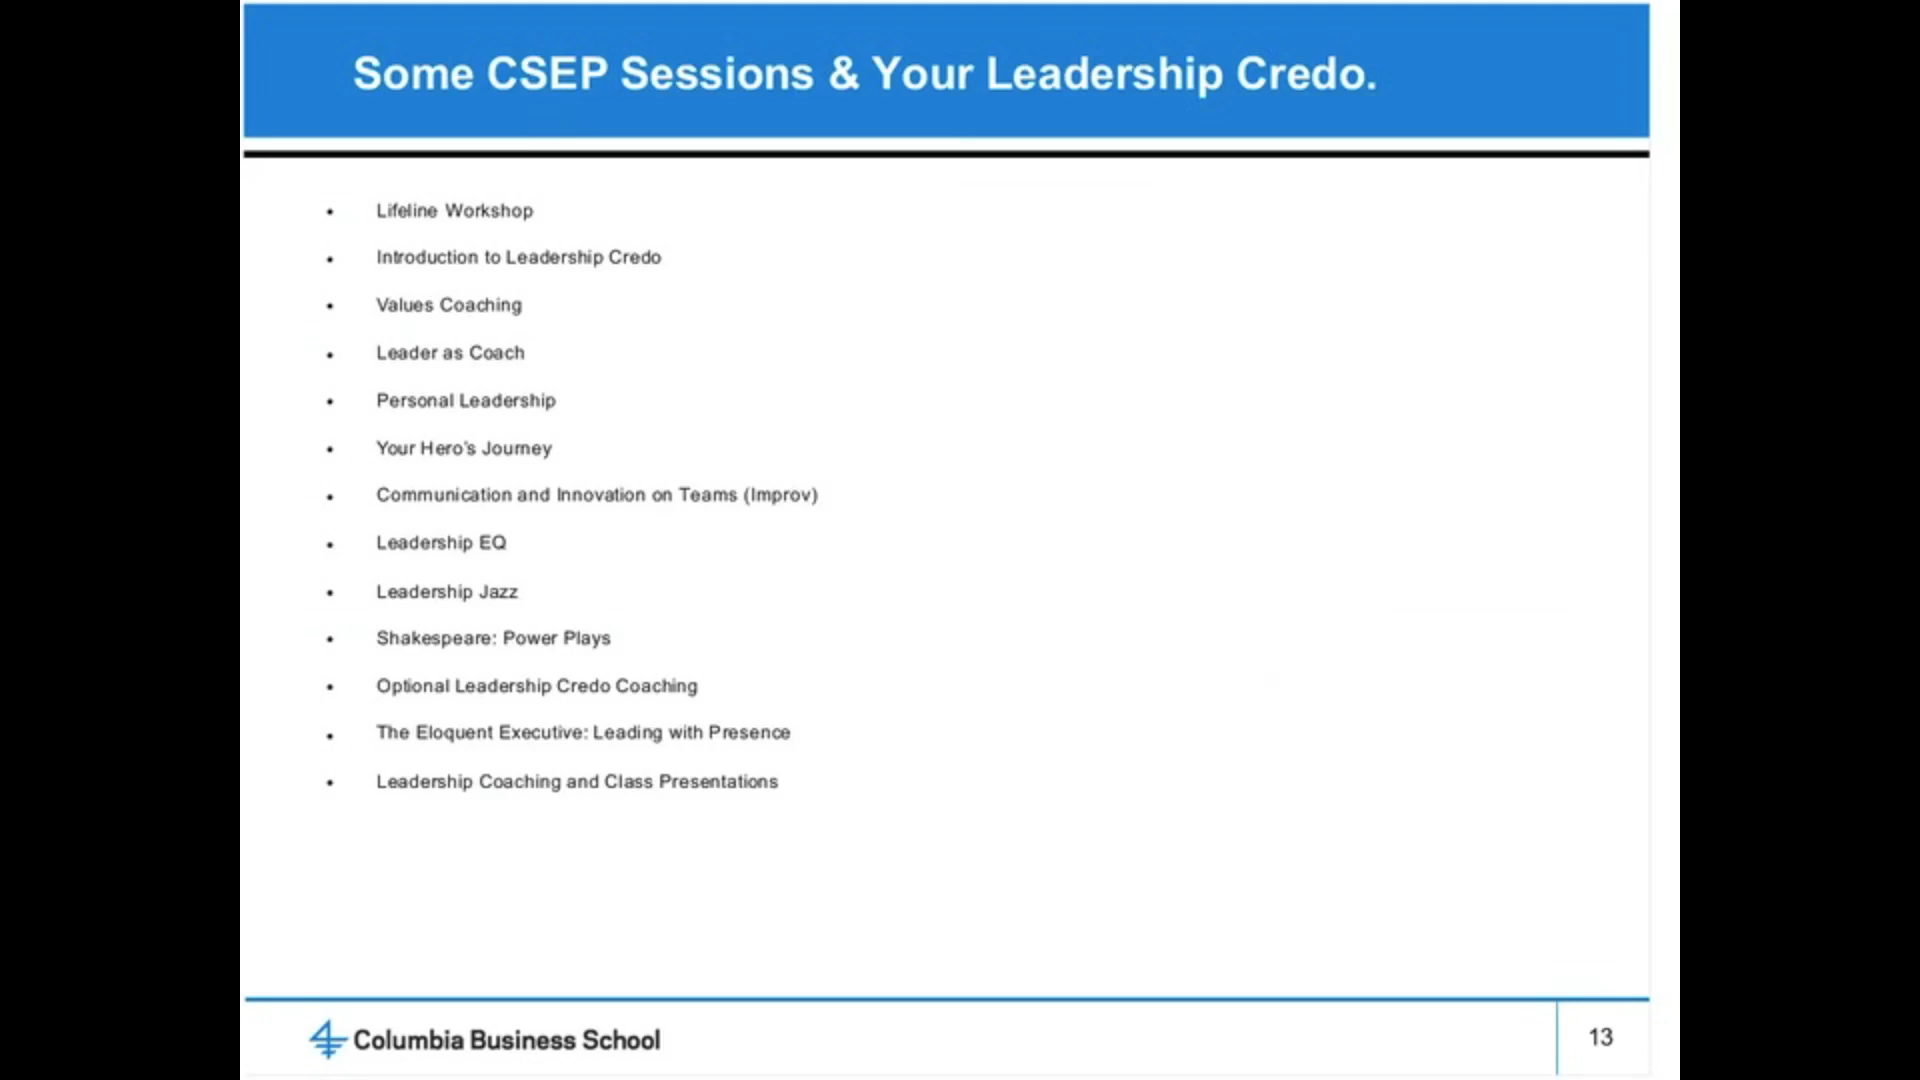 Some CSEP Sessions & Your Leadership Credo.
• Lifeline Workshop
• Introduction to Leadership Credo
• Values Coaching
• Leader as Coach
• Personal Leadership
• Your Hero's Journey
• Communication and Innovation on Teams (Improv)
• Leadership EQ
• Leadership Jazz
• Shakespeare: Power Plays
• Optional Leadership Credo Coaching
• The Eloquent Executive: Leading with Presence
• Leadership Coaching and Class Presentations
Columbia Business School
13